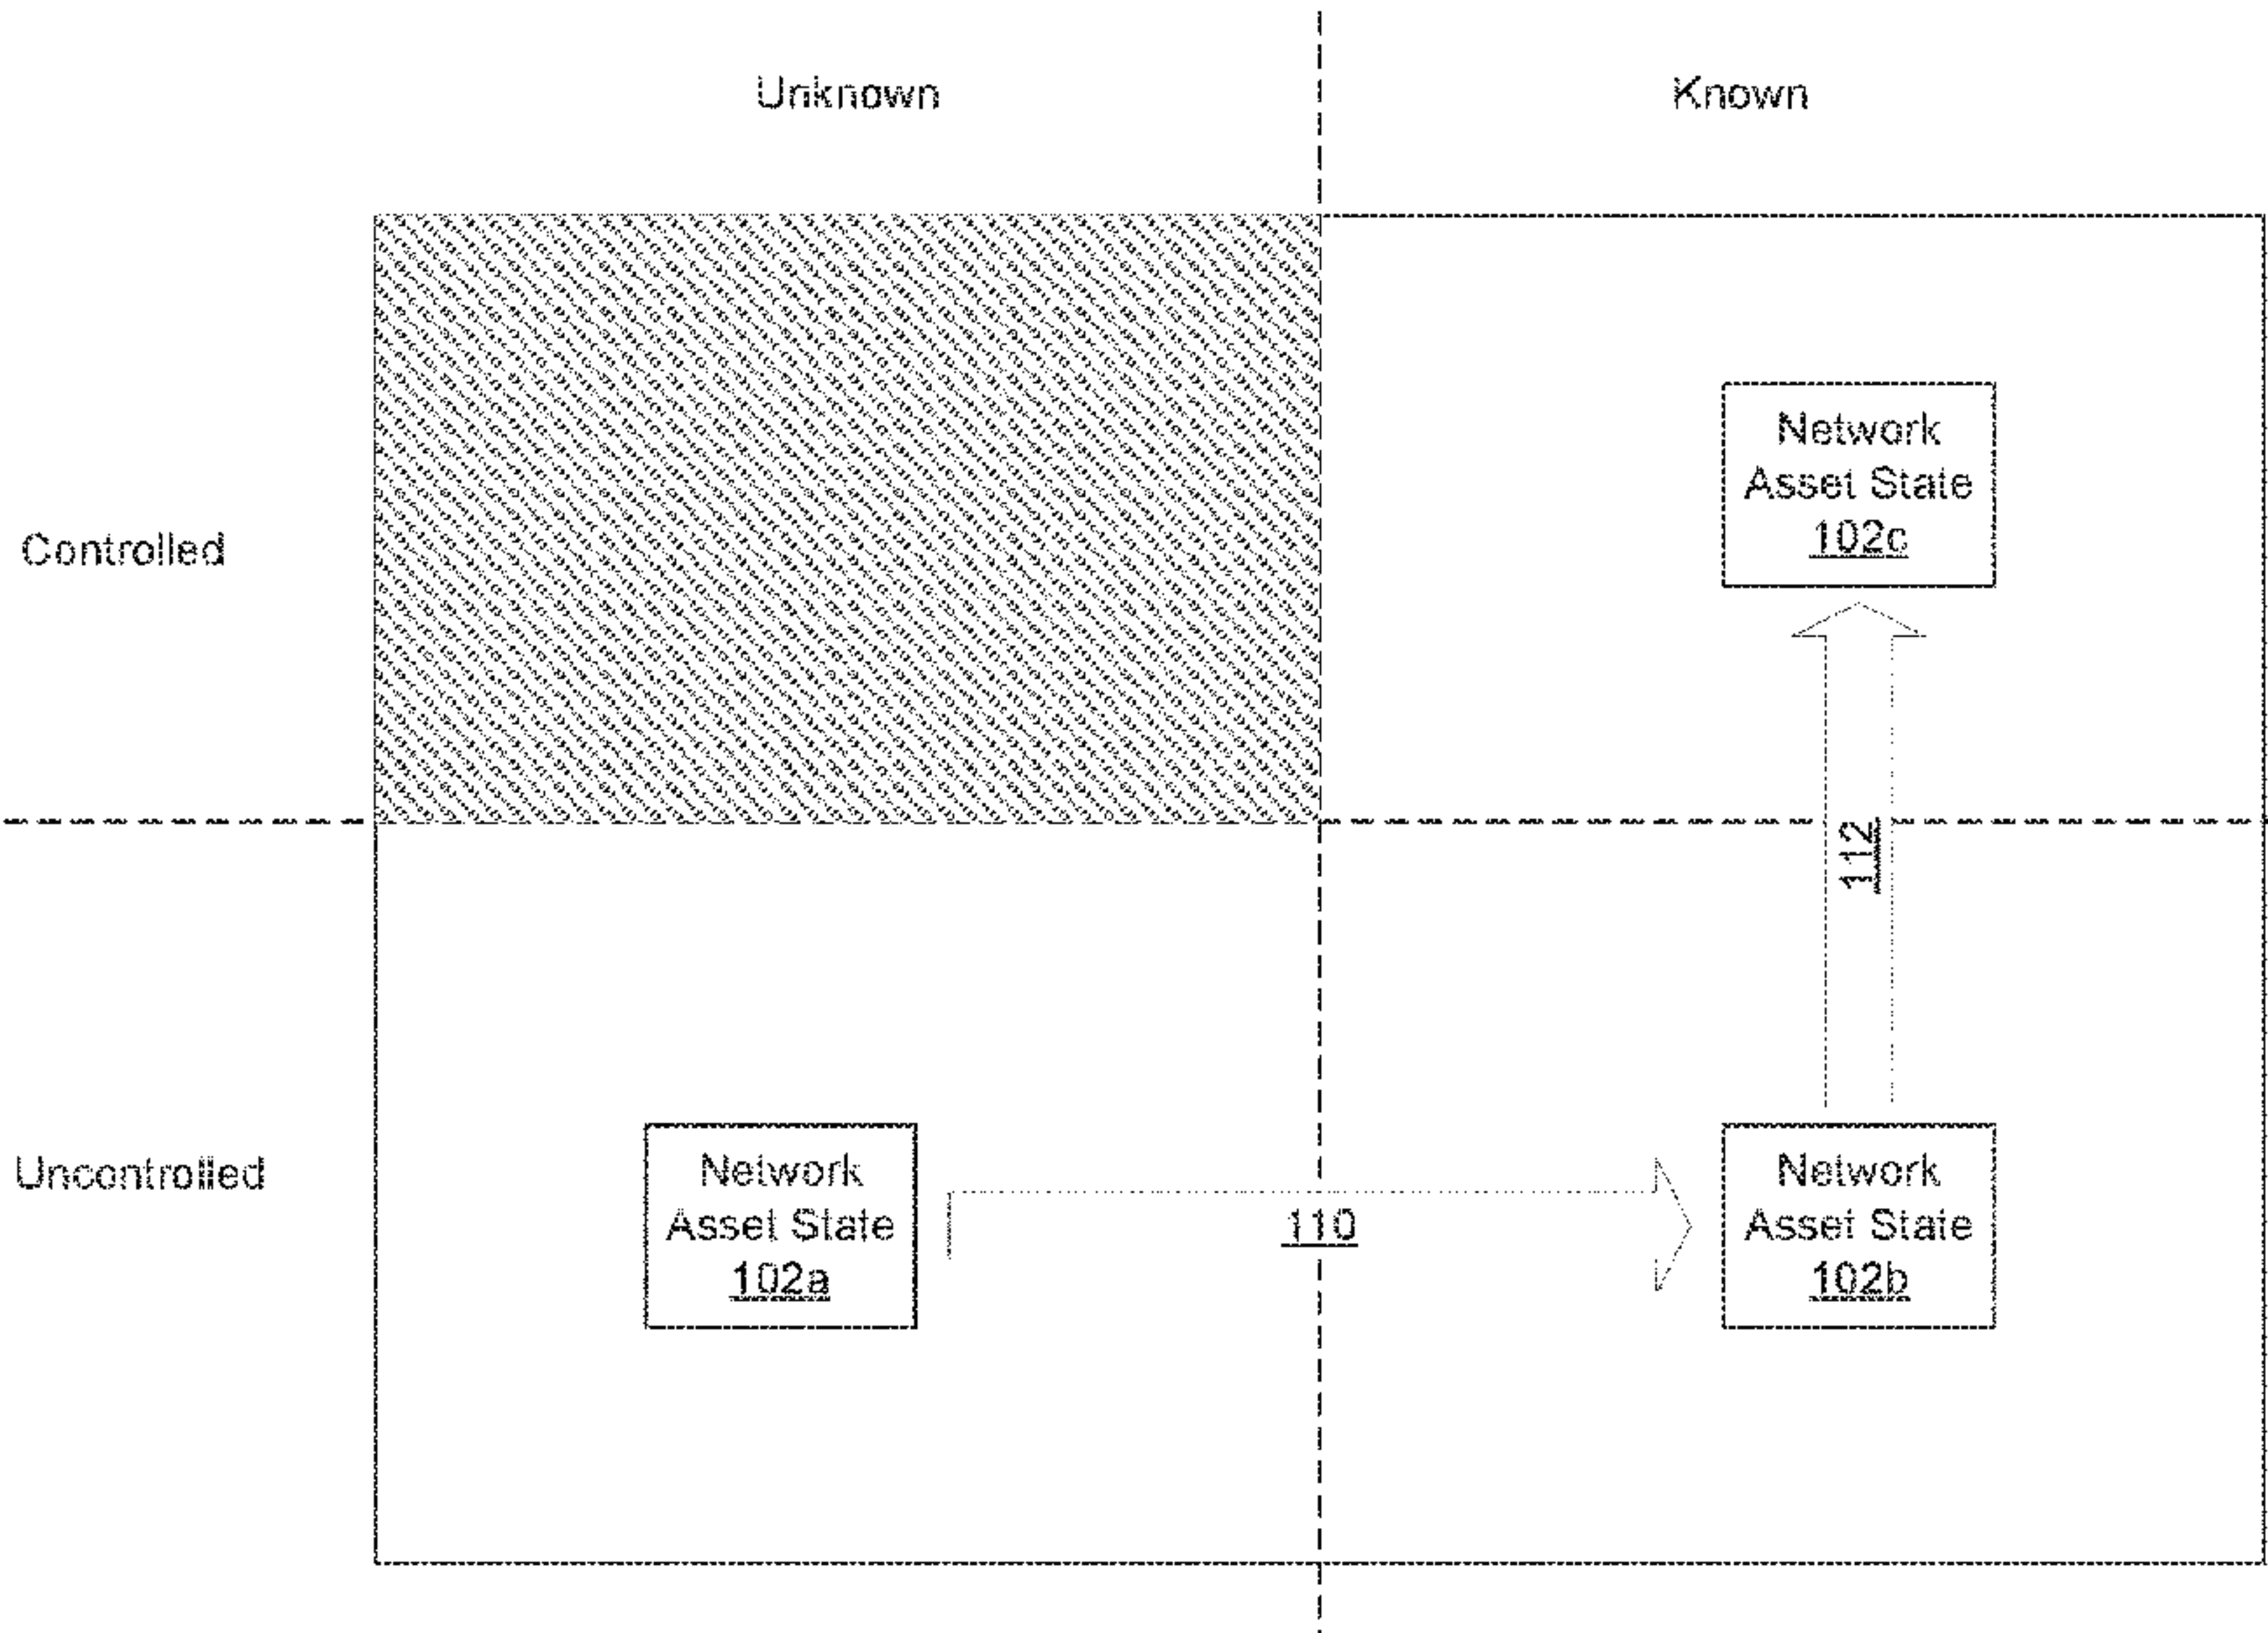 Unknown
Known
Controlled
Network
Asset State
102c
112
Uncontrolled
Network
Asset State
102a
110
Network
Asset State
102b